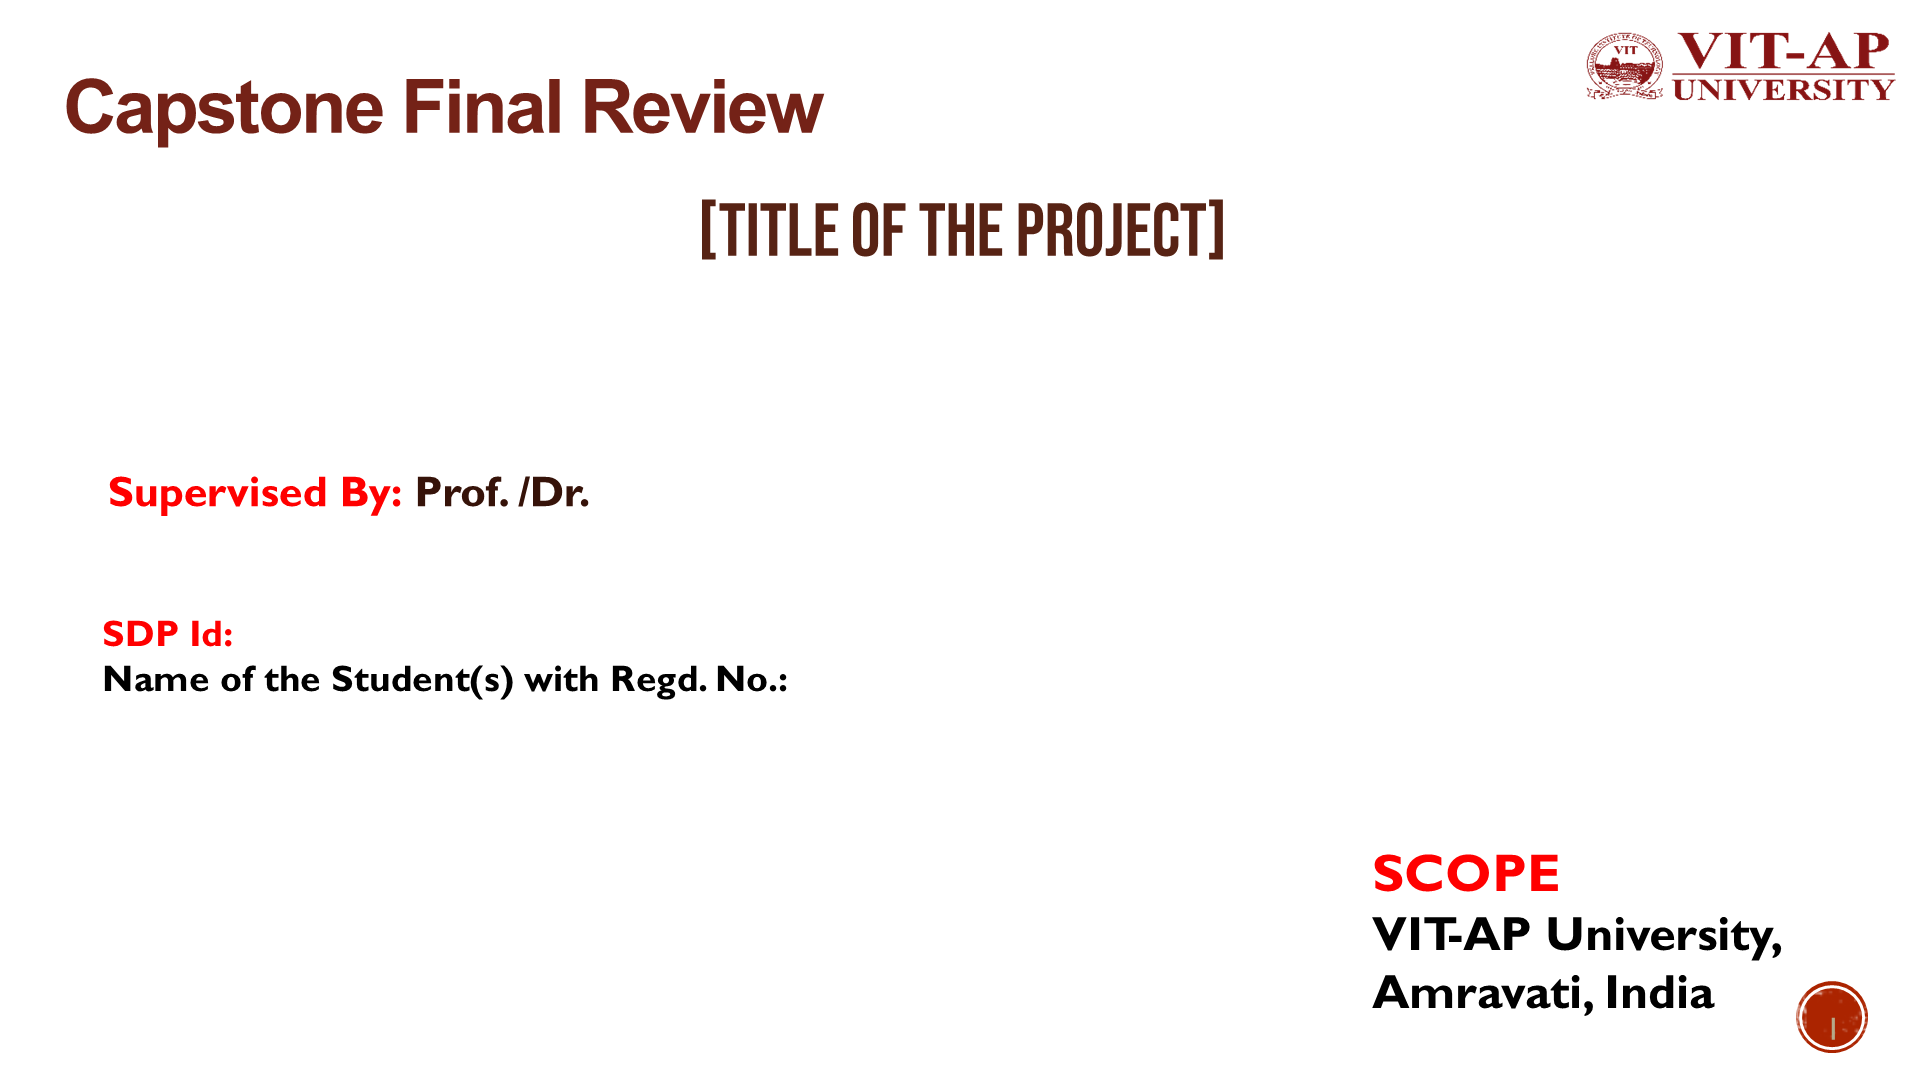 VIT
VIT-AP
UNIVERSITY
Capstone Final Review
[TITLE OF THE PROJECT]
Supervised By: Prof. /Dr.
SDP Id:
Name of the Student(s) with Regd. No.:
SCOPE
VIT-AP University,
Amravati, India
1